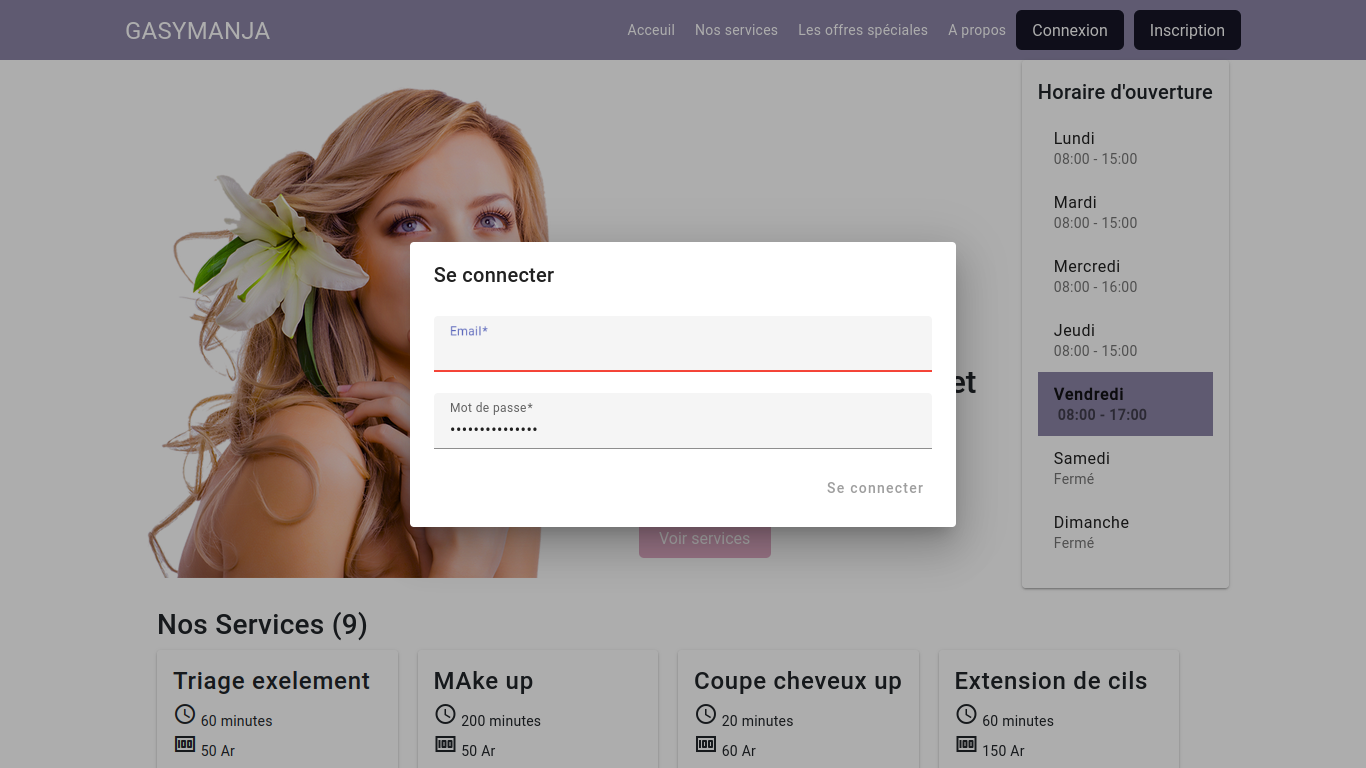 GASYMANJA
Acceuil
Nos services
Les offres spéciales
A propos
Connexion
Inscription
Horaire d'ouverture
Lundi
08:00 - 15:00
Mardi
08:00 - 15:00
Mercredi
08:00 - 16:00
Jeudi
08:00 - 15:00
Vendredi
08:00 - 17:00
Samedi
Fermé
Dimanche
Fermé
Se connecter
Email*
Mot de passe*
•••••••••••••••
Se connecter
et
Voir services
Nos Services (9)
Triage exelement
60 minutes
50 Ar
MAke up
200 minutes
50 Ar
Coupe cheveux up
20 minutes
60 Ar
Extension de cils
60 minutes
150 Ar